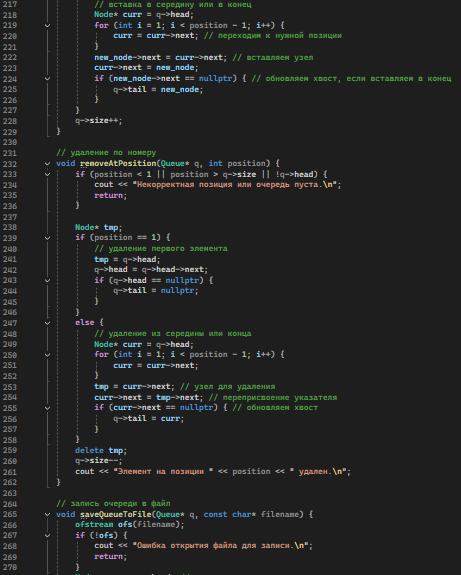 217 // вставка в середину или в конец
218 Node* curr = q->head;
219 for (int i = 1; i < position - 1; i++) {
220 curr = curr->next; // переходим к нужной позиции
221 }
222 new_node->next = curr->next; // вставляем узел
223 curr->next = new_node;
224 if (new_node->next == nullptr) { // обновляем хвост, если вставляем в конец
225 q->tail = new_node;
226 }
227 }
228 q->size++;
229 }
230
231 // удаление по номеру
232 void removeAtPosition(Queue* q, int position) {
233 if (position < 1 || position > q->size || !q->head) {
234 cout << "Некорректная позиция или очередь пуста.\n";
235 return;
236 }
237
238 Node* tmp;
239 if (position == 1) {
240 // удаление первого элемента
241 tmp = q->head;
242 q->head = q->head->next;
243 if (q->head == nullptr) {
244 q->tail = nullptr;
245 }
246 }
247 else {
248 // удаление из середины или конца
249 Node* curr = q->head;
250 for (int i = 1; i < position - 1; i++) {
251 curr = curr->next;
252 }
253 tmp = curr->next; // узел для удаления
254 curr->next = tmp->next; // переприсвоение указателя
255 if (curr->next == nullptr) { // обновляем хвост
256 q->tail = curr;
257 }
258 }
259 delete tmp;
260 q->size--;
261 cout << "Элемент на позиции " << position << " удален.\n";
262 }
263
264 // запись очереди в файл
265 void saveQueueToFile(Queue* q, const char* filename) {
266 ofstream ofs(filename);
267 if (!ofs) {
268 cout << "Ошибка открытия файла для записи.\n";
269 return;
270 }